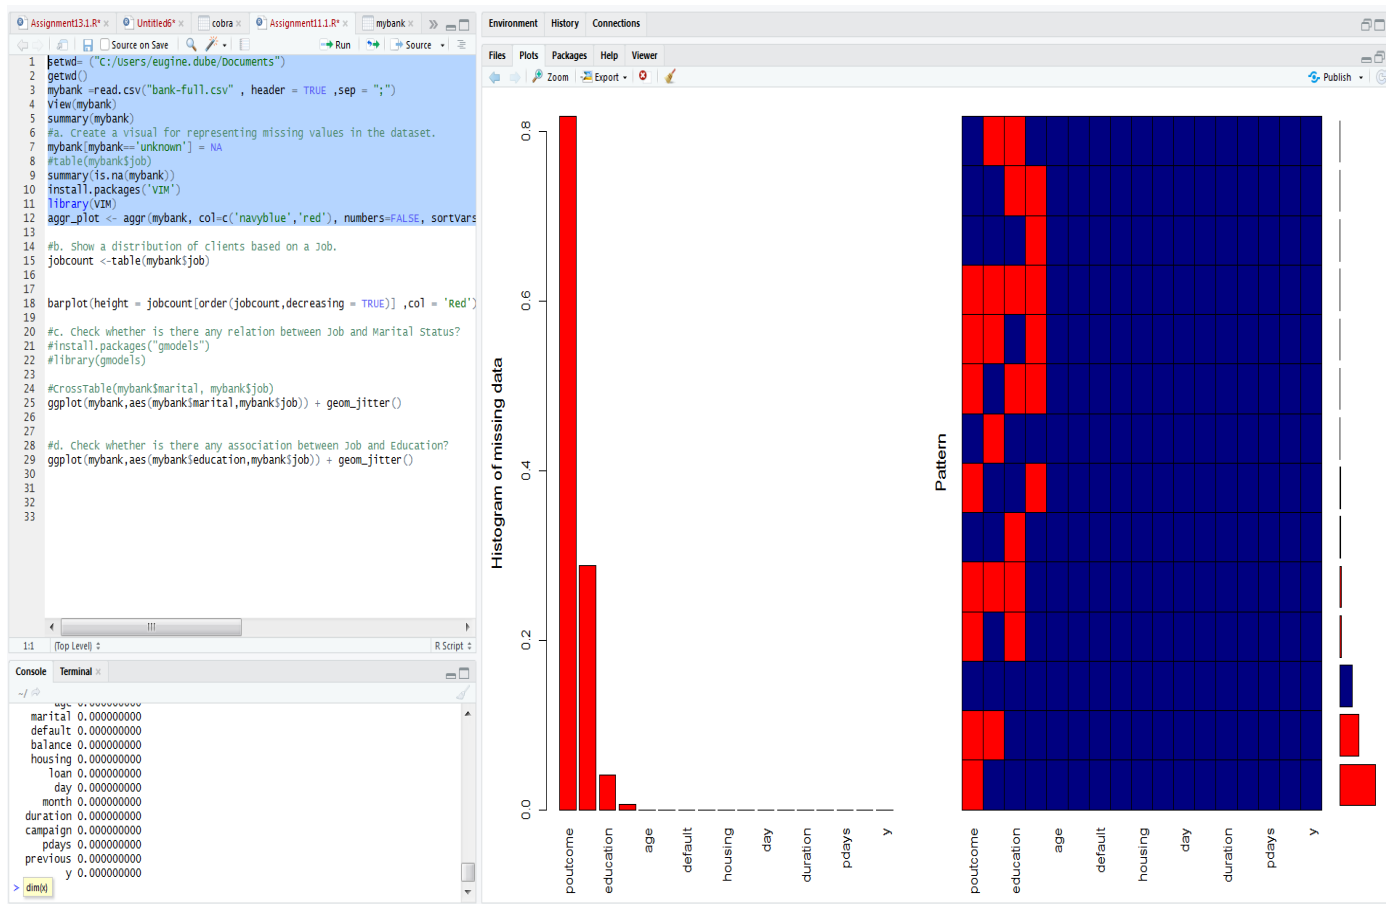 Assignment13.1.R* × Untitled6* × cobra × Assignment11.1.R* × mybank ×
Source on Save Run Source
1 setwd= ("C:/Users/eugine.dube/Documents")
2 getwd()
3 mybank =read.csv("bank-full.csv" , header = TRUE ,sep = ";")
4 View(mybank)
5 summary(mybank)
6 #a. Create a visual for representing missing values in the dataset.
7 mybank[mybank=='unknown'] = NA
8 #table(mybank$job)
9 summary(is.na(mybank))
10 install.packages('VIM')
11 library(VIM)
12 aggr_plot <- aggr(mybank, col=c('navyblue','red'), numbers=FALSE, sortVars
13
14 #b. Show a distribution of clients based on a Job.
15 jobcount <-table(mybank$job)
16
17
18 barplot(height = jobcount[order(jobcount,decreasing = TRUE)] ,col = 'Red')
19
20 #c. Check whether is there any relation between Job and Marital Status?
21 #install.packages("gmodels")
22 #library(gmodels)
23
24 #CrossTable(mybank$marital, mybank$job)
25 ggplot(mybank,aes(mybank$marital,mybank$job)) + geom_jitter()
26
27
28 #d. Check whether is there any association between Job and Education?
29 ggplot(mybank,aes(mybank$education,mybank$job)) + geom_jitter()
30
31
32
33
1:1 (Top Level) R Script
Console Terminal ×
~/
age 0.000000000
marital 0.000000000
default 0.000000000
balance 0.000000000
housing 0.000000000
loan 0.000000000
day 0.000000000
month 0.000000000
duration 0.000000000
campaign 0.000000000
pdays 0.000000000
previous 0.000000000
y 0.000000000
> dim(x)
Environment History Connections
Files Plots Packages Help Viewer
Zoom Export Publish
Histogram of missing data
0.8
0.6
0.4
0.2
0.0
poutcome
education
age
default
housing
day
duration
pdays
y
Pattern
poutcome
education
age
default
housing
day
duration
pdays
y